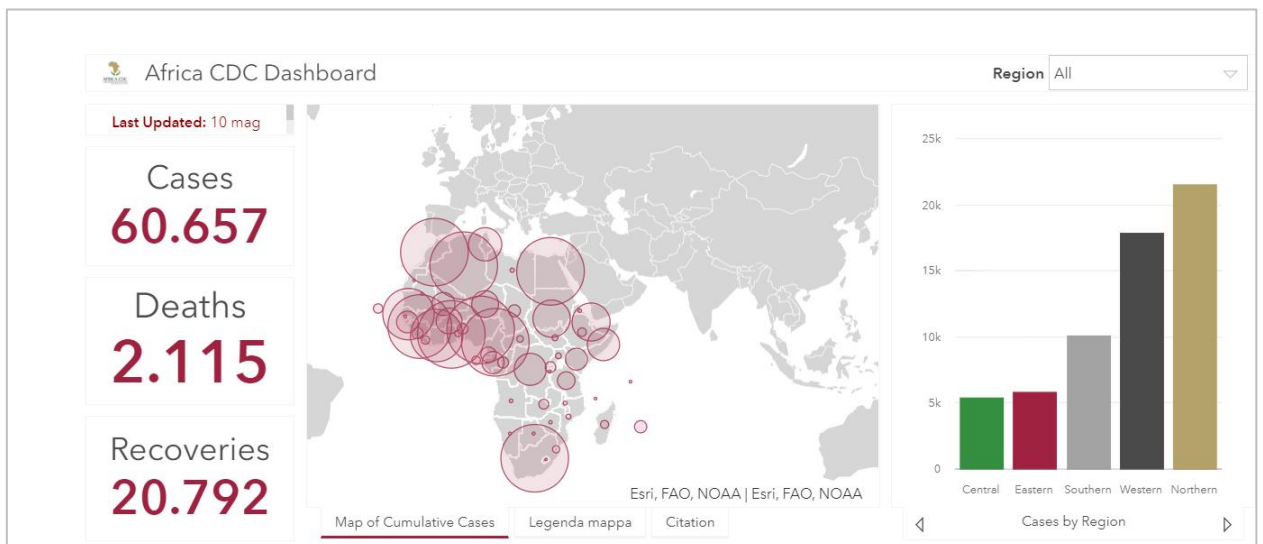 Africa CDC Dashboard
Region All
Last Updated: 10 mag
Cases
60.657
Deaths
2.115
Recoveries
20.792
Esri, FAO, NOAA | Esri, FAO, NOAA
Map of Cumulative Cases
Legenda mappa
Citation
25k
20k
15k
10k
5k
0
Central Eastern Southern Western Northern
Cases by Region